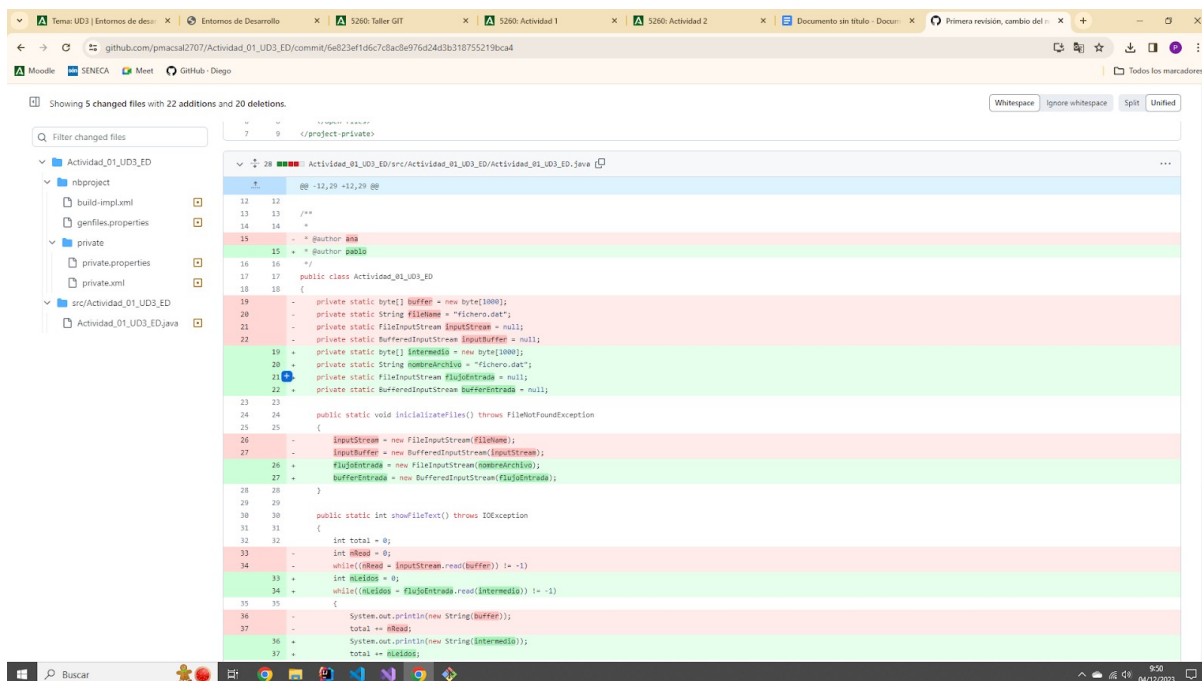 Tema: UD3 | Entornos de desar
Entornos de Desarrollo
5260: Taller GIT
5260: Actividad 1
5260: Actividad 2
Documento sin título - Docum
Primera revisión, cambio del n
github.com/pmacsal2707/Actividad_01_UD3_ED/commit/6e823ef1d6c7c8ac8e976d24d3b318755219bca4
Moodle SENECA Meet GitHub - Diego
Todos los marcadores
Showing 5 changed files with 22 additions and 20 deletions.
Whitespace Ignore whitespace Split Unified
Filter changed files
Actividad_01_UD3_ED
nbproject
build-impl.xml
genfiles.properties
private
private.properties
private.xml
src/Actividad_01_UD3_ED
Actividad_01_UD3_ED.java
7 9 </project-private>
28 Actividad_01_UD3_ED/src/Actividad_01_UD3_ED/Actividad_01_UD3_ED.java
@@ -12,29 +12,29 @@
12 12
13 13 /**
14 14 *
15 - * @author ana
15 + * @author pablo
16 16 */
17 17 public class Actividad_01_UD3_ED
18 18 {
19 - private static byte[] buffer = new byte[1000];
20 - private static String fileName = "fichero.dat";
21 - private static FileInputStream inputStream = null;
22 - private static BufferedInputStream inputBuffer = null;
19 + private static byte[] intermedio = new byte[1000];
20 + private static String nombreArchivo = "fichero.dat";
21 + private static FileInputStream flujoEntrada = null;
22 + private static BufferedInputStream bufferEntrada = null;
23 23
24 24 public static void inicializateFiles() throws FileNotFoundException
25 25 {
26 - inputStream = new FileInputStream(fileName);
27 - inputBuffer = new BufferedInputStream(inputStream);
26 + flujoEntrada = new FileInputStream(nombreArchivo);
27 + bufferEntrada = new BufferedInputStream(flujoEntrada);
28 28 }
29 29
30 30 public static int showFileText() throws IOException
31 31 {
32 32 int total = 0;
33 - int nRead = 0;
34 - while((nRead = inputStream.read(buffer)) != -1)
33 + int nLeidos = 0;
34 + while((nLeidos = flujoEntrada.read(intermedio)) != -1)
35 35 {
36 - System.out.println(new String(buffer));
37 - total += nRead;
36 + System.out.println(new String(intermedio));
37 + total += nLeidos;
Buscar
9:50
04/12/2023